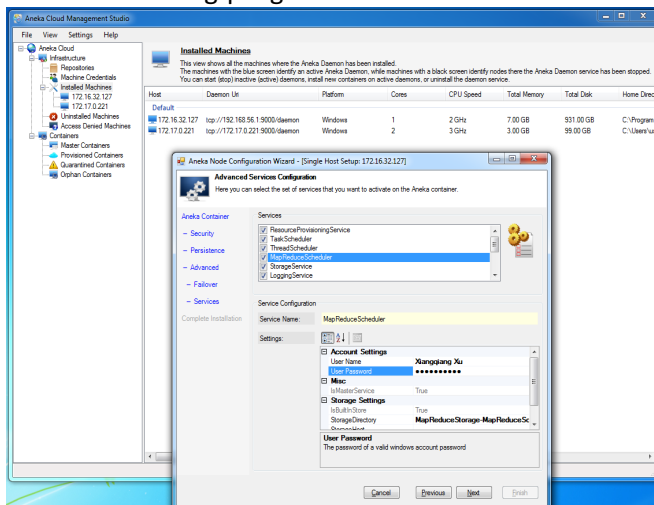 Aneka Cloud Management Studio
File View Settings Help
Aneka Cloud
Infrastructure
Repositories
Machine Credentials
Installed Machines
172.16.32.127
172.17.0.221
Uninstalled Machines
Access Denied Machines
Containers
Master Containers
Provisioned Containers
Quarantined Containers
Orphan Containers
Installed Machines
This view shows all the machines where the Aneka Daemon has been installed.
The machines with the blue screen identify an active Aneka Daemon, while machines with a black screen identify nodes there the Aneka Daemon service has been stopped.
You can start (stop) inactive (active) daemons, install new containers on active daemons, or uninstall the daemon service.
Host Daemon Uri Platform Cores CPU Speed Total Memory Total Disk Home Direc
Default
172.16.32.127 tcp://192.168.56.1:9000/daemon Windows 1 2 GHz 7.00 GB 931.00 GB C:\Program
172.17.0.221 tcp://172.17.0.221:9000/daemon Windows 2 3 GHz 3.00 GB 99.00 GB C:\Users\u
Aneka Node Configuration Wizard - [Single Host Setup: 172.16.32.127]
Advanced Services Configuration
Here you can select the set of services that you want to activate on the Aneka container.
Aneka Container
– Security
– Persistence
– Advanced
– Failover
– Services
Complete Installation
Services
ResourceProvisioningService
TaskScheduler
ThreadScheduler
MapReduceScheduler
StorageService
LoggingService
Service Configuration
Service Name: MapReduceScheduler
Settings:
Account Settings
User Name Xiangqiang Xu
User Password ●●●●●●●●●●
Misc
IsMasterService True
Storage Settings
IsBuiltInStore True
StorageDirectory MapReduceStorage-MapReduceSc
User Password
The password of a valid windows account password
Cancel Previous Next Finish